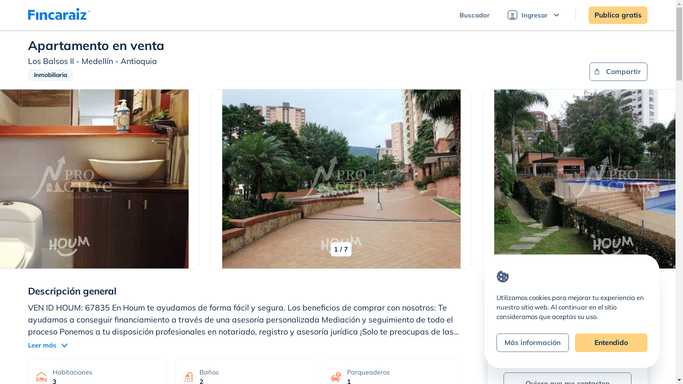 Fincaraiz
Buscador
Ingresar
Publica gratis
Apartamento en venta
Los Balsos II - Medellín - Antioquia
Inmobiliaria
Compartir
PRO ACTIVE
HOUM
PRO ACTIVE
HOUM
1 / 7
PRO ACTIVE
HOUM
Descripción general
VEN ID HOUM: 67835 En Houm te ayudamos de forma fácil y segura. Los beneficios de comprar con nosotros: Te
ayudamos a conseguir financiamiento a través de una asesoría personalizada Mediación y seguimiento de todo el
proceso Ponemos a tu disposición profesionales en notariado, registro y asesoría jurídica ¡Solo te preocupas de las...
Leer más
Habitaciones
3
Baños
2
Parqueaderos
1
Utilizamos cookies para mejorar tu experiencia en
nuestro sitio web. Al continuar en el sitio
consideramos que aceptas su uso.
Más información
Entendido
Quiero que me contacten